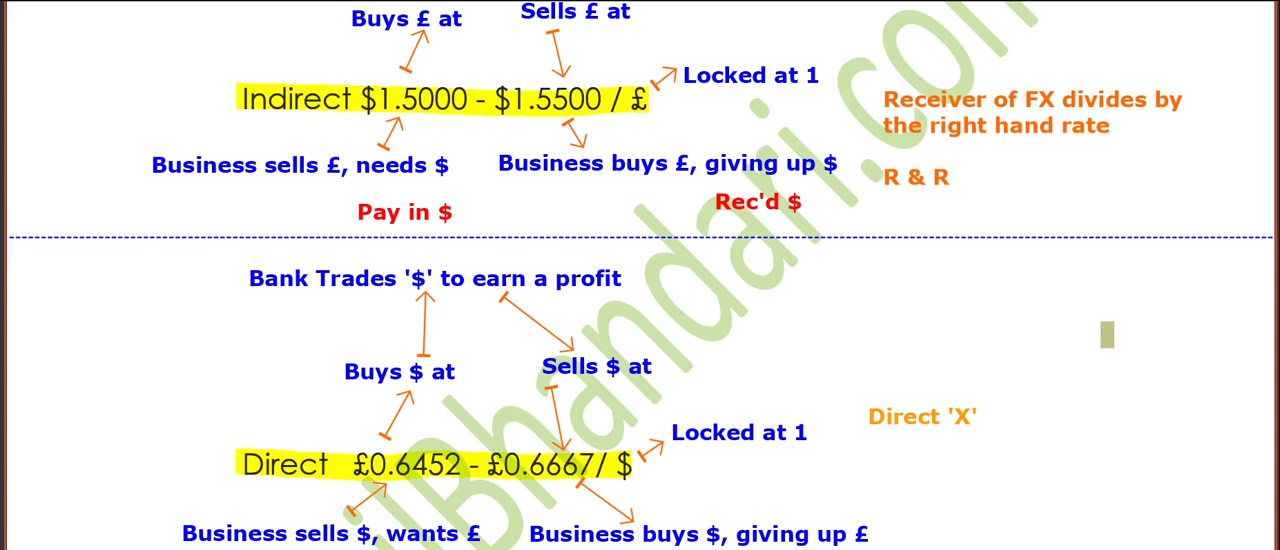 Buys £ at
Sells £ at
Locked at 1
Indirect $1.5000 - $1.5500 / £
Receiver of FX divides by
the right hand rate
Business sells £, needs $
Business buys £, giving up $
R & R
Pay in $
Rec'd $
Bank Trades '$' to earn a profit
Buys $ at
Sells $ at
Direct 'X'
Locked at 1
Direct £0.6452 - £0.6667/ $
Business sells $, wants £
Business buys $, giving up £
ilBhandarii.com